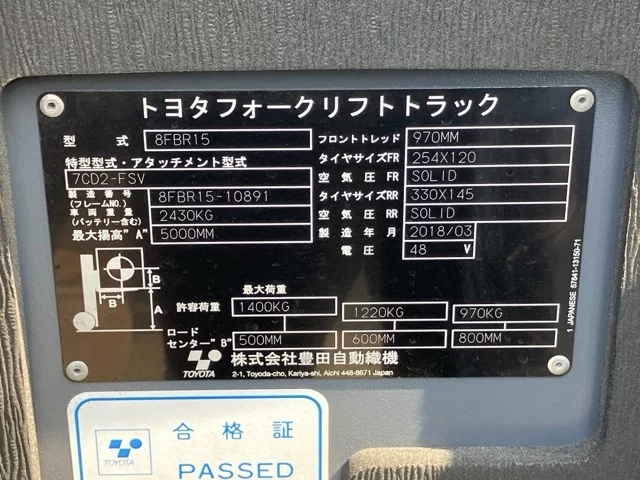 トヨタフォークリフトトラック
型式 8FBR15
特型型式・アタッチメント型式
7CD2-FSV
製造番号 (フレームNO.) 8FBR15-10891
車両重量 (バッテリー含む) 2430KG
最大揚高"A" 5000MM
フロントトレッド 970MM
タイヤサイズFR 254X120
空気圧FR SOLID
タイヤサイズRR 330X145
空気圧RR SOLID
製造年月 2018/03
電圧 48 V
B
B
A
最大荷重
許容荷重 1400KG 1220KG 970KG
ロードセンター"B" 500MM 600MM 800MM
TOYOTA
株式会社豊田自動織機
2-1, Toyoda-cho, Kariya-shi, Aichi 448-8671 Japan
1 JAPANESE 57641-13150-71
TOYOTA
合格証
PASSED